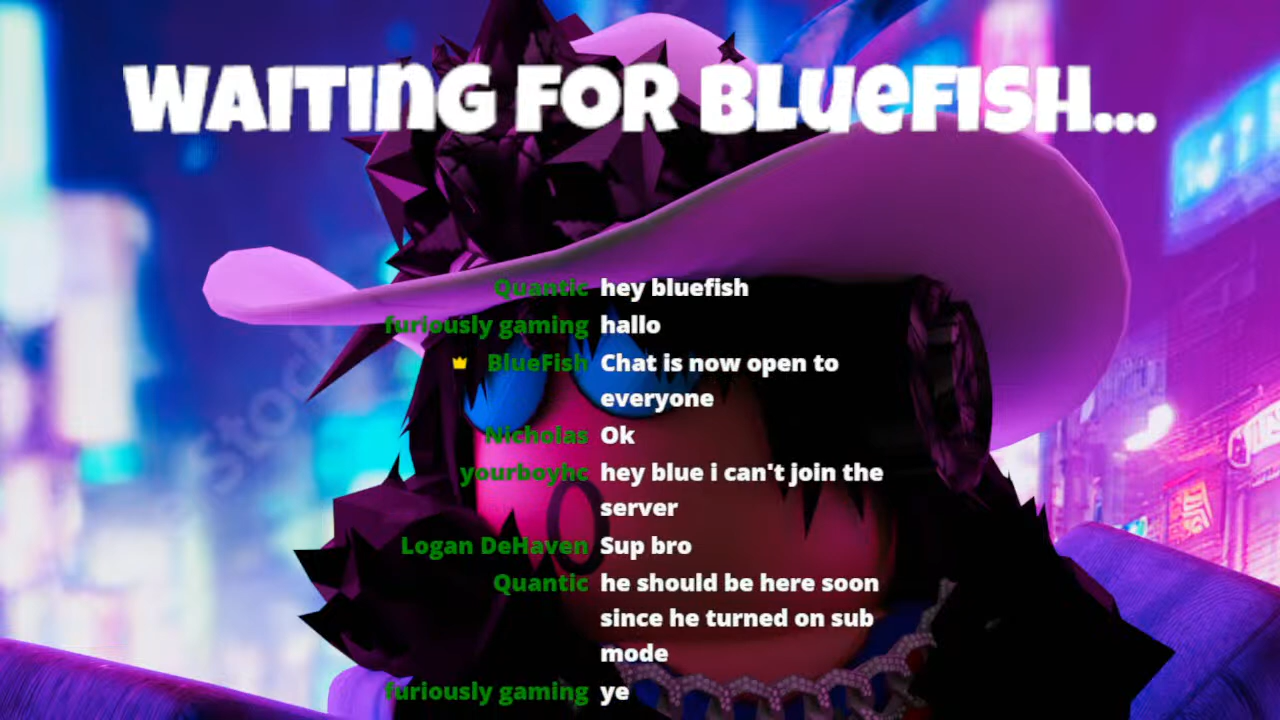 WAITING FOR BLUEFISH...
Quantic hey bluefish
furiously gaming hallo
BlueFish Chat is now open to
everyone
Nicholas Ok
yourboyhc hey blue i can't join the
server
Logan DeHaven Sup bro
Quantic he should be here soon
since he turned on sub
mode
furiously gaming ye
stock